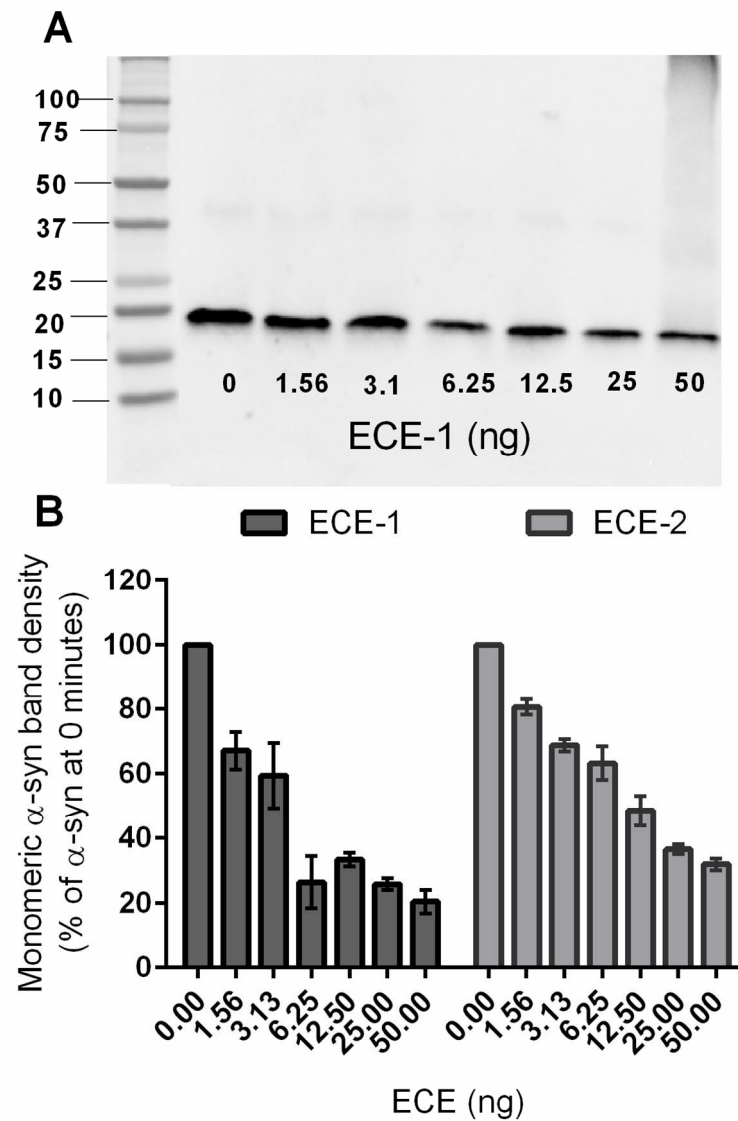 A
100
75
50
37
25
20
15
10
0 1.56 3.1 6.25 12.5 25 50
ECE-1 (ng)
B
ECE-1 ECE-2
Monomeric α-syn band density
(% of α-syn at 0 minutes)
120
100
80
60
40
20
0
0.00 1.56 3.13 6.25 12.50 25.00 50.00 0.00 1.56 3.13 6.25 12.50 25.00 50.00
ECE (ng)